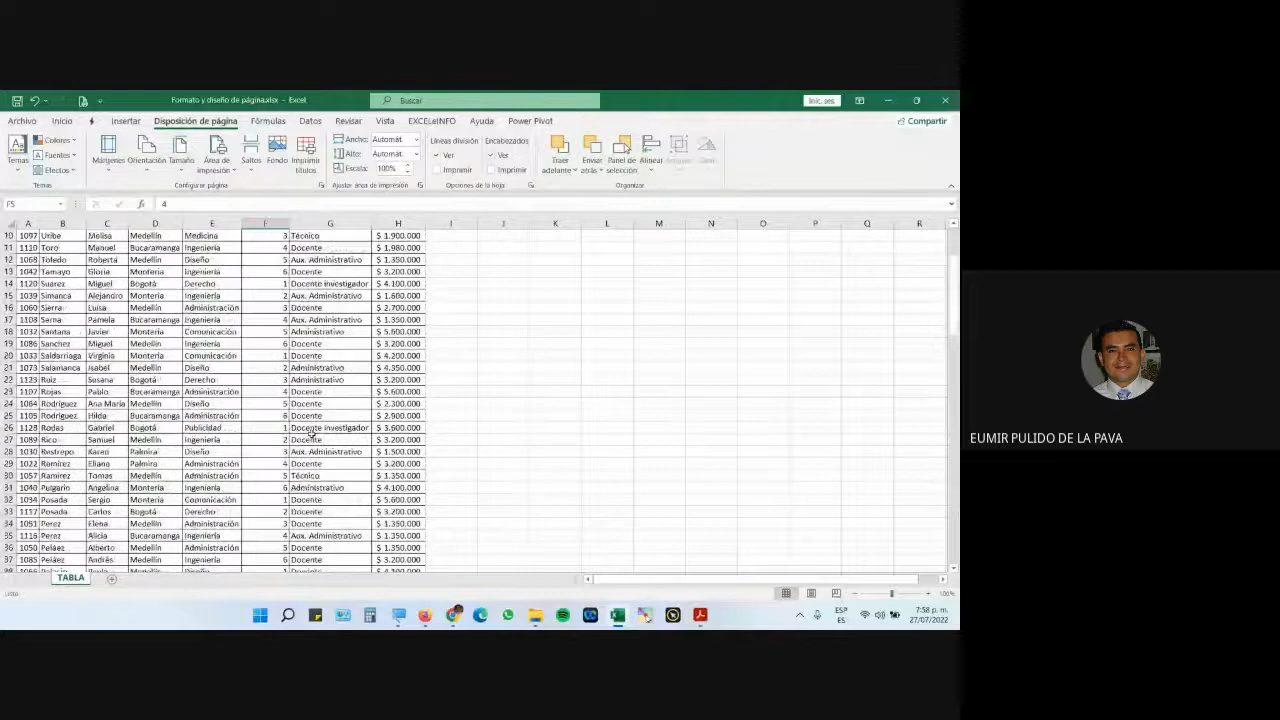 Formato y diseño de página.xlsx - Excel
Buscar
Inic. ses
Archivo Inicio Insertar Disposición de página Fórmulas Datos Revisar Vista EXCELeINFO Ayuda Power Pivot
Compartir
Temas Colores Fuentes Efectos Márgenes Orientación Tamaño Área de impresión Saltos Fondo Imprimir títulos Ancho: Automát. Alto: Automát. Escala: 100% Líneas división Ver Imprimir Encabezados Ver Imprimir Traer adelante Enviar atrás Panel de selección Alinear
Temas Configurar página Ajustar área de impresión Opciones de la hoja Organizar
F5 4
A B C D E F G H I J K L M N O P Q R
10 1097 Uribe Melisa Medellín Medicina 3 Técnico $ 1.900.000
11 1110 Toro Manuel Bucaramanga Ingeniería 4 Docente $ 1.980.000
12 1068 Toledo Roberta Medellín Diseño 5 Aux. Administrativo $ 1.350.000
13 1042 Tamayo Gloria Montería Ingeniería 6 Docente $ 3.200.000
14 1120 Suarez Miguel Bogotá Derecho 1 Docente investigador $ 4.100.000
15 1039 Simanca Alejandro Montería Ingeniería 2 Aux. Administrativo $ 1.600.000
16 1060 Sierra Luisa Medellín Administración 3 Docente $ 2.700.000
17 1108 Serna Pamela Bucaramanga Ingeniería 4 Aux. Administrativo $ 1.350.000
18 1032 Santana Javier Montería Comunicación 5 Administrativo $ 5.600.000
19 1086 Sanchez Miguel Medellín Ingeniería 6 Docente $ 3.200.000
20 1033 Saldarriaga Virginia Montería Comunicación 1 Docente $ 4.200.000
21 1073 Salamanca Isabel Medellín Diseño 2 Administrativo $ 4.350.000
22 1123 Ruiz Susana Bogotá Derecho 3 Administrativo $ 3.200.000
23 1107 Rojas Pablo Bucaramanga Administración 4 Docente $ 5.600.000
24 1064 Rodríguez Ana María Medellín Diseño 5 Docente $ 2.300.000
25 1105 Rodríguez Hilda Bucaramanga Administración 6 Docente $ 2.900.000
26 1128 Rodas Gabriel Bogotá Publicidad 1 Docente investigador $ 3.600.000
27 1089 Rico Samuel Medellín Ingeniería 2 Docente $ 3.200.000
28 1030 Restrepo Karen Palmira Diseño 3 Aux. Administrativo $ 1.500.000
29 1022 Ramírez Eliana Palmira Administración 4 Docente $ 3.200.000
30 1057 Ramirez Tomas Medellín Administración 5 Técnico $ 1.350.000
31 1040 Pulgarin Angelina Montería Ingeniería 6 Administrativo $ 4.100.000
32 1034 Posada Sergio Montería Comunicación 1 Docente $ 5.600.000
33 1117 Posada Carlos Bogotá Derecho 2 Docente $ 3.200.000
34 1051 Perez Elena Medellín Administración 3 Docente $ 1.350.000
35 1116 Perez Alicia Bucaramanga Ingeniería 4 Aux. Administrativo $ 1.350.000
36 1050 Peláez Alberto Medellín Administración 5 Docente $ 1.350.000
37 1085 Peláez Andrés Medellín Ingeniería 6 Docente $ 3.200.000
TABLA
Listo 100%
ESP ES
7:58 p. m.
27/07/2022
EUMIR PULIDO DE LA PAVA